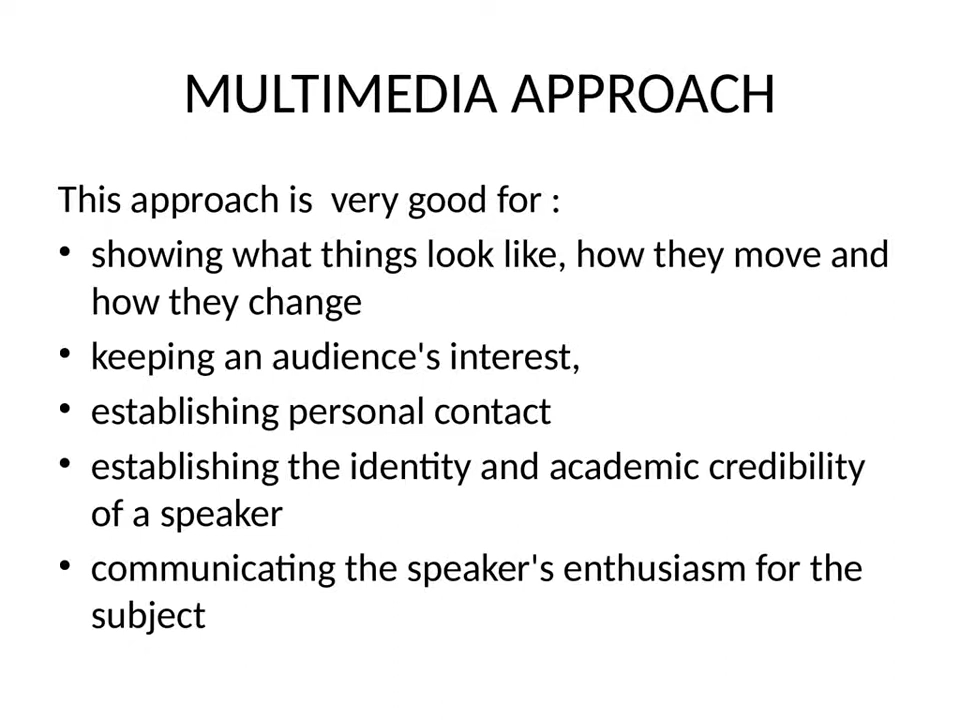 MULTIMEDIA APPROACH
This approach is  very good for :
• showing what things look like, how they move and
how they change
• keeping an audience's interest,
• establishing personal contact
• establishing the identity and academic credibility
of a speaker
• communicating the speaker's enthusiasm for the
subject